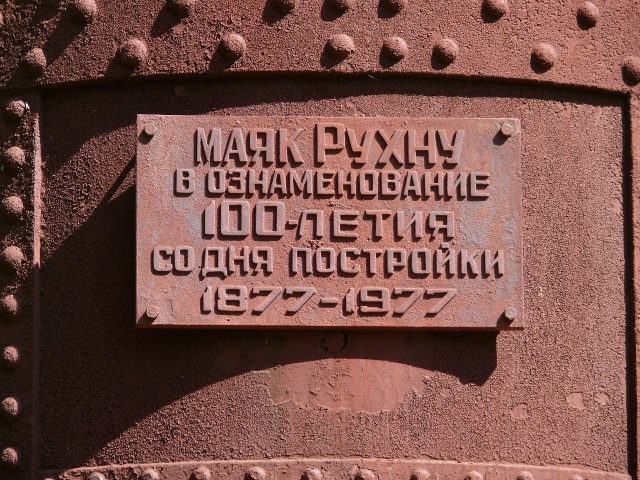 МАЯК РУХНУ
В ОЗНАМЕНОВАНИЕ
100-ЛЕТИЯ
СО ДНЯ ПОСТРОЙКИ
1877-1977